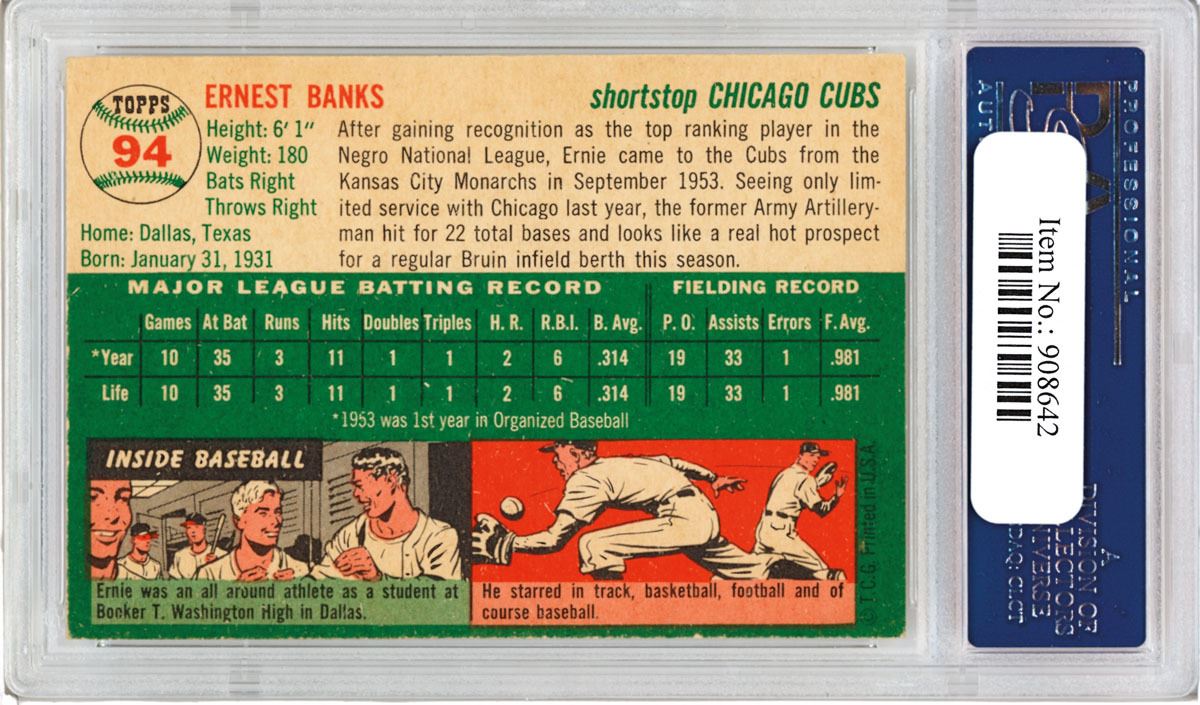 TOPPS
94
ERNEST BANKS
shortstop CHICAGO CUBS
Height: 6' 1"
Weight: 180
Bats Right
Throws Right
Home: Dallas, Texas
Born: January 31, 1931
After gaining recognition as the top ranking player in the
Negro National League, Ernie came to the Cubs from the
Kansas City Monarchs in September 1953. Seeing only lim-
ited service with Chicago last year, the former Army Artillery-
man hit for 22 total bases and looks like a real hot prospect
for a regular Bruin infield berth this season.
MAJOR LEAGUE BATTING RECORD FIELDING RECORD
Games At Bat Runs Hits Doubles Triples H. R. R.B.I. B. Avg. P. O. Assists Errors F. Avg.
*Year 10 35 3 11 1 1 2 6 .314 19 33 1 .981
Life 10 35 3 11 1 1 2 6 .314 19 33 1 .981
*1953 was 1st year in Organized Baseball
INSIDE BASEBALL
Ernie was an all around athlete as a student at
Booker T. Washington High in Dallas.
He starred in track, basketball, football and of
course baseball.
© T.C.G. Printed in U.S.A.
PROFESSIONAL
PSA
Item No.: 908642
DIVISION OF